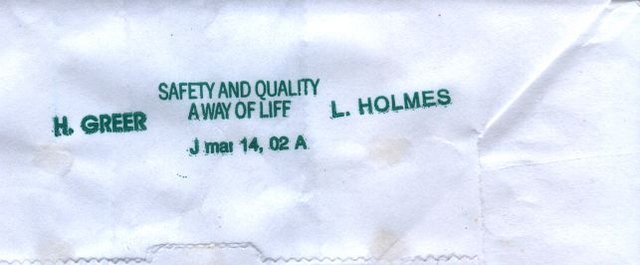 SAFETY AND QUALITY
A WAY OF LIFF
H. GREER
L. HOLMES
J mar 14, 02 A